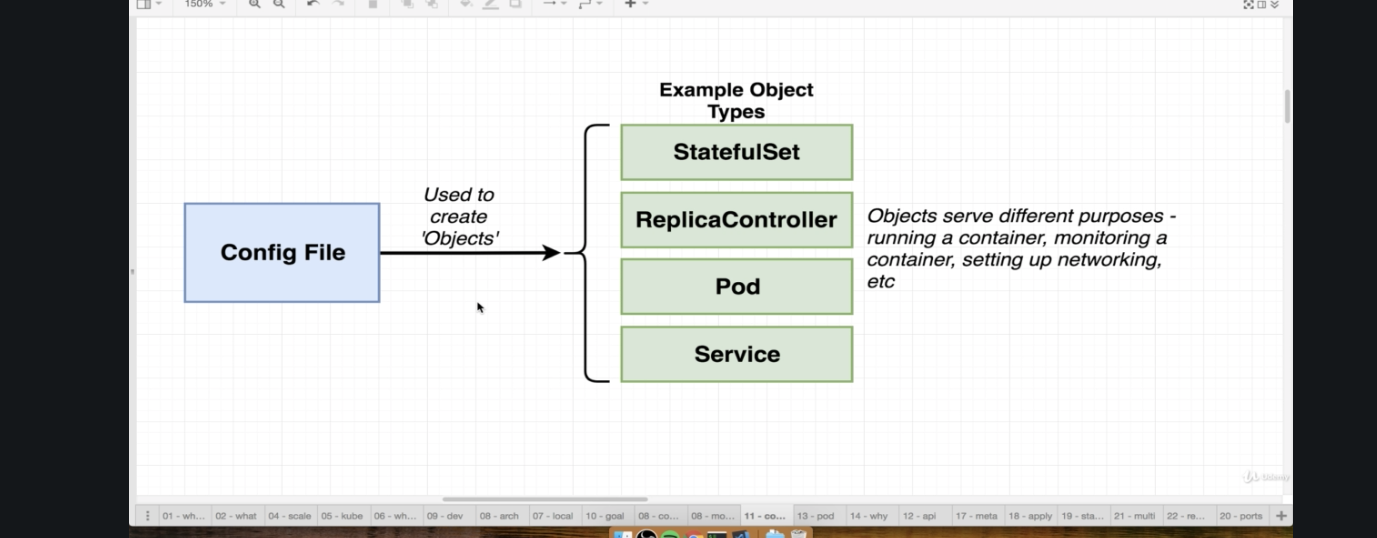 150%
Example Object
Types
StatefulSet
Used to
create
'Objects'
ReplicaController
Config File
Objects serve different purposes -
running a container, monitoring a
container, setting up networking,
etc
Pod
Service
Udemy
01 - wh... 02 - what 04 - scale 05 - kube 06 - wh... 09 - dev 08 - arch 07 - local 10 - goal 08 - co... 08 - mo... 11 - co... 13 - pod 14 - why 12 - api 17 - meta 18 - apply 19 - sta... 21 - multi 22 - re... 20 - ports